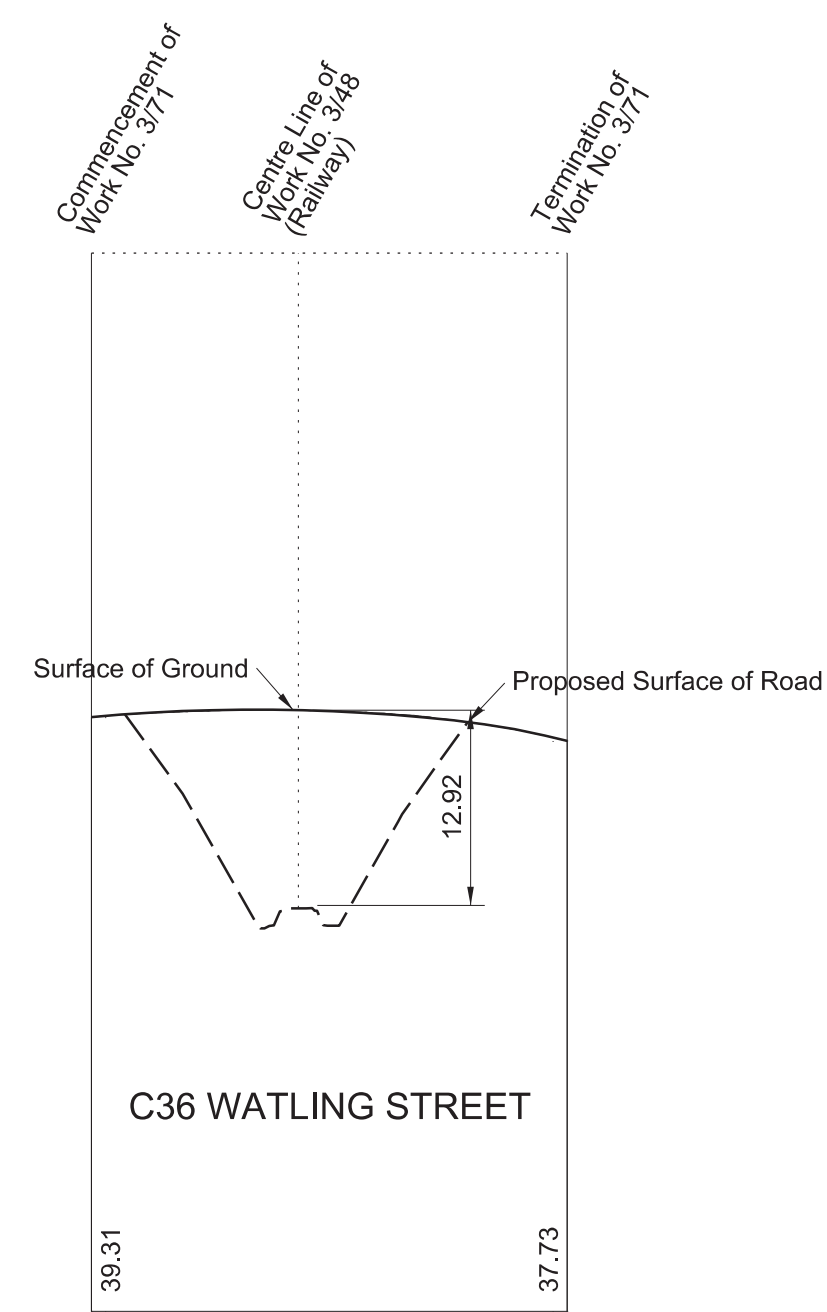 Commencement of
Work No. 3/71
Centre Line of
Work No. 3/48
(Railway)
Termination of
Work No. 3/71
Surface of Ground
Proposed Surface of Road
12.92
C36 WATLING STREET
39.31
37.73